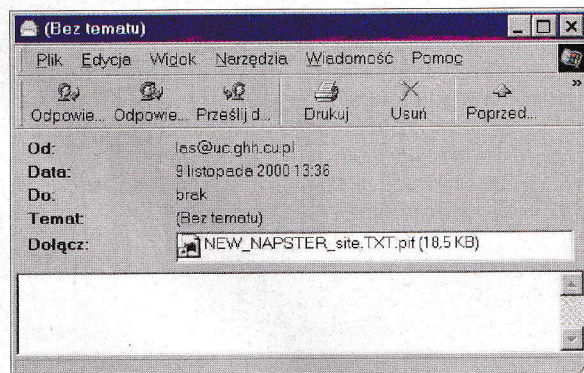 (Bez tematu)
Plik Edycja Widok Narzędzia Wiadomość Pomoc
Odpowie... Odpowie... Prześlij d... Drukuj Usuń Poprzed... »
Od: las@uc.ghh.cu.pl
Data: 9 listopada 2000 13:36
Do: brak
Temat: (Bez tematu)
Dołącz: NEW_NAPSTER_site.TXT.pif (18,5 KB)